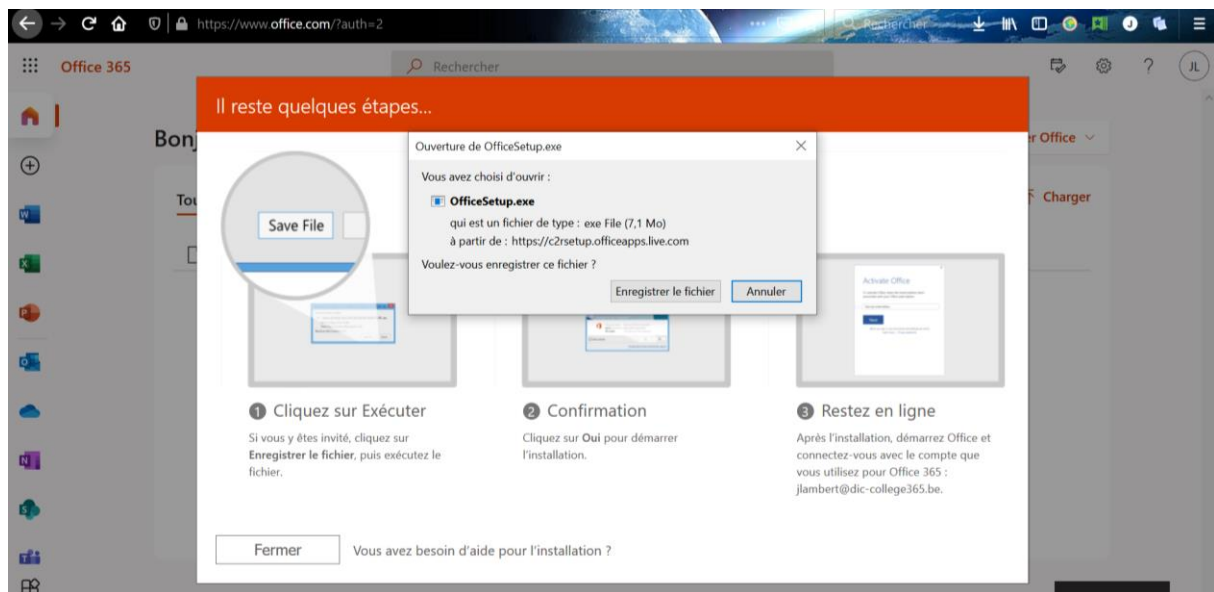 https://www.office.com/?auth=2
Rechercher
Office 365
Rechercher
?
JL
Il reste quelques étapes...
Bonj
er Office
Ouverture de OfficeSetup.exe
Vous avez choisi d'ouvrir :
OfficeSetup.exe
qui est un fichier de type : exe File (7,1 Mo)
à partir de : https://c2rsetup.officeapps.live.com
Voulez-vous enregistrer ce fichier ?
Enregistrer le fichier
Annuler
Tou
Charger
Save File
Activate Office
1 Cliquez sur Exécuter
Si vous y êtes invité, cliquez sur
Enregistrer le fichier, puis exécutez le
fichier.
2 Confirmation
Cliquez sur Oui pour démarrer
l'installation.
3 Restez en ligne
Après l'installation, démarrez Office et
connectez-vous avec le compte que
vous utilisez pour Office 365 :
jlambert@dic-college365.be.
Fermer
Vous avez besoin d'aide pour l'installation ?